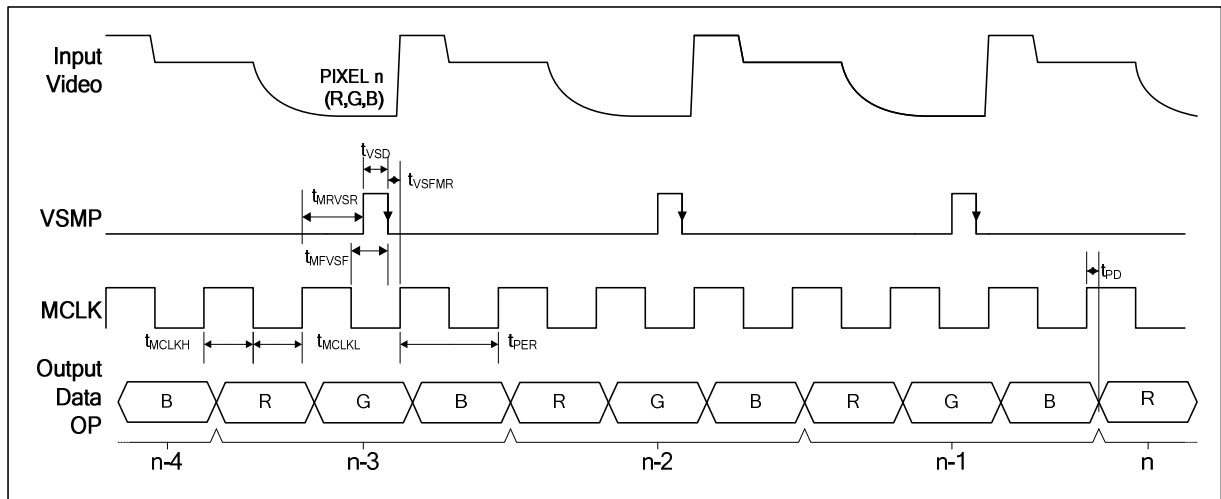 Input
Video
PIXEL n
(R,G,B)
tVSD
tVSFMR
tMRVSR
VSMP
tMFVSF
tPD
MCLK
tMCLKH
tMCLKL
tPER
Output
Data
OP
B R G B R G B R G B R
n-4 n-3 n-2 n-1 n